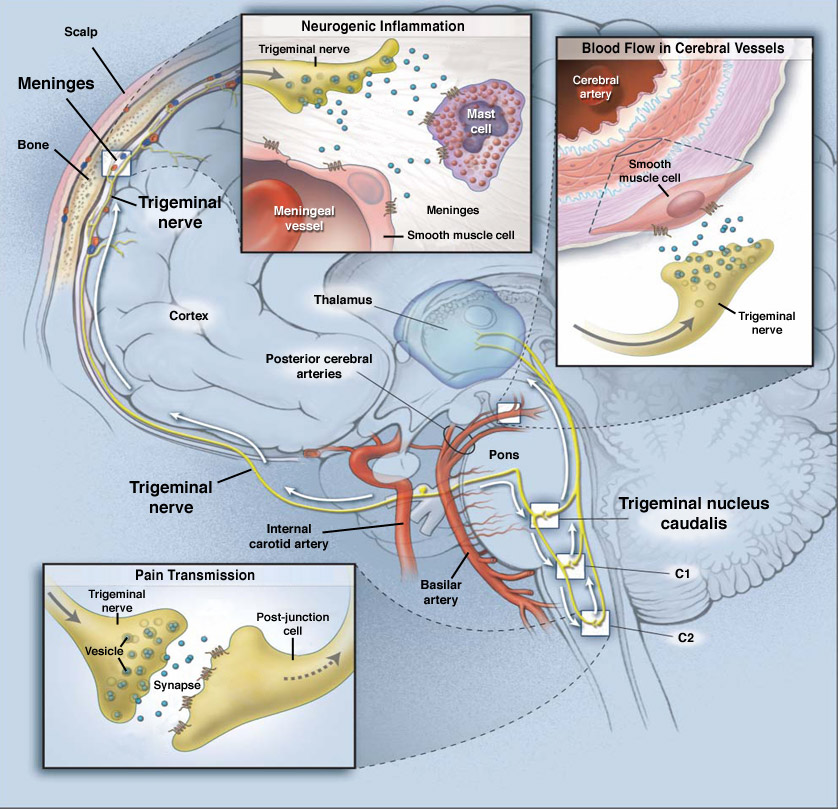 Neurogenic Inflammation
Trigeminal nerve
Mast
cell
Meningeal
vessel
Meninges
Smooth muscle cell
Blood Flow in Cerebral Vessels
Cerebral
artery
Smooth
muscle cell
Trigeminal
nerve
Scalp
Meninges
Bone
Trigeminal
nerve
Cortex
Thalamus
Posterior cerebral
arteries
Pons
Trigeminal
nerve
Internal
carotid artery
Basilar
artery
Trigeminal nucleus
caudalis
C1
C2
Pain Transmission
Trigeminal
nerve
Vesicle
Synapse
Post-junction
cell